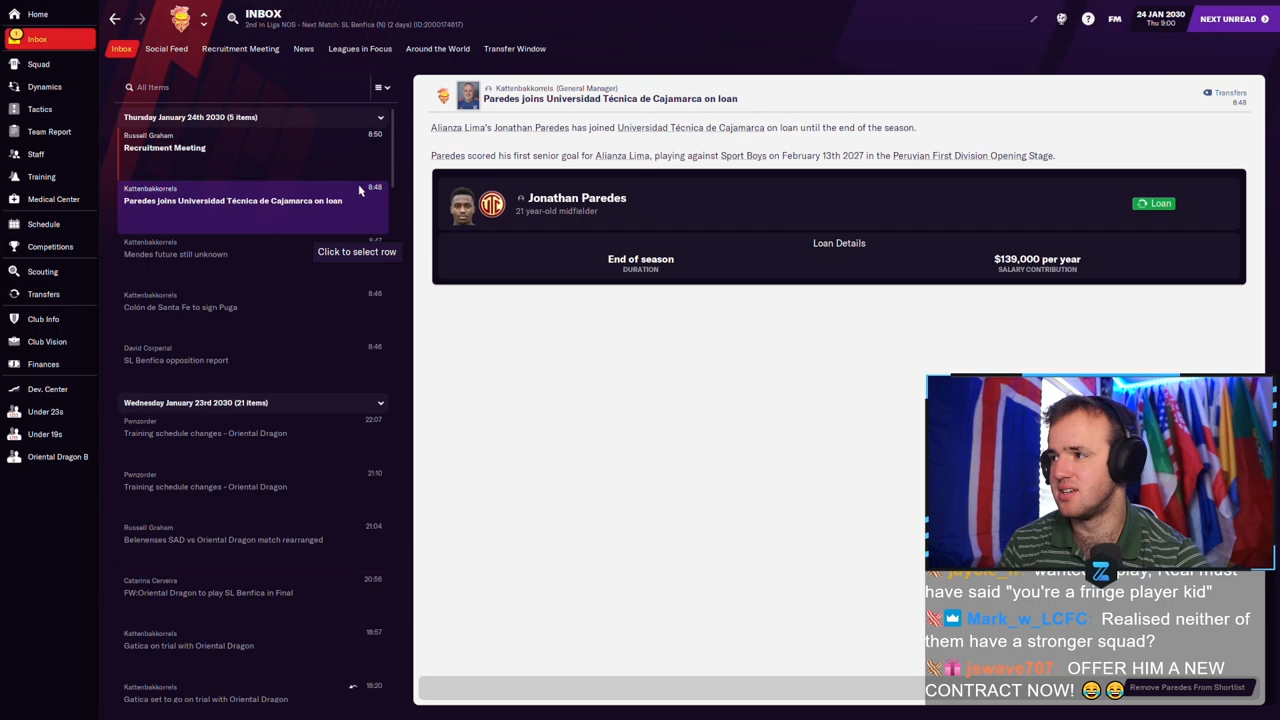 Home
INBOX
2nd in Liga NOS • Next Match: SL Benfica (N) (2 days) (ID:2000174617)
FM
24 JAN 2030
Thu 9:00
NEXT UNREAD
Inbox
Squad
Dynamics
Tactics
Team Report
Staff
Training
Medical Center
Schedule
Competitions
Scouting
Transfers
Club Info
Club Vision
Finances
Dev. Center
Under 23s
Under 19s
Oriental Dragon B
Inbox
Social Feed
Recruitment Meeting
News
Leagues in Focus
Around the World
Transfer Window
All Items
Thursday January 24th 2030 (5 items)
Russell Graham
8:50
Recruitment Meeting
Kattenbakkorrels
8:48
Paredes joins Universidad Técnica de Cajamarca on loan
Kattenbakkorrels
8:47
Mendes future still unknown
Click to select row
Kattenbakkorrels
8:46
Colón de Santa Fe to sign Puga
David Corperial
8:46
SL Benfica opposition report
Wednesday January 23rd 2030 (21 items)
Pwnzorder
22:07
Training schedule changes - Oriental Dragon
Pwnzorder
21:10
Training schedule changes - Oriental Dragon
Russell Graham
21:04
Belenenses SAD vs Oriental Dragon match rearranged
Catarina Cerveira
20:56
FW:Oriental Dragon to play SL Benfica in Final
Kattenbakkorrels
18:57
Gatica on trial with Oriental Dragon
Kattenbakkorrels
18:20
Gatica set to go on trial with Oriental Dragon
Kattenbakkorrels (General Manager)
Paredes joins Universidad Técnica de Cajamarca on loan
Transfers
8:48
Alianza Lima's Jonathan Paredes has joined Universidad Técnica de Cajamarca on loan until the end of the season.
Paredes scored his first senior goal for Alianza Lima, playing against Sport Boys on February 13th 2027 in the Peruvian First Division Opening Stage.
Jonathan Paredes
21 year-old midfielder
Loan
Loan Details
End of season
DURATION
$139,000 per year
SALARY CONTRIBUTION
play, Real must
have said "you're a fringe player kid"
Mark_w_LCFC: Realised neither of
them have a stronger squad?
jswave707: OFFER HIM A NEW
CONTRACT NOW! 😂 😂
Remove Paredes From Shortlist